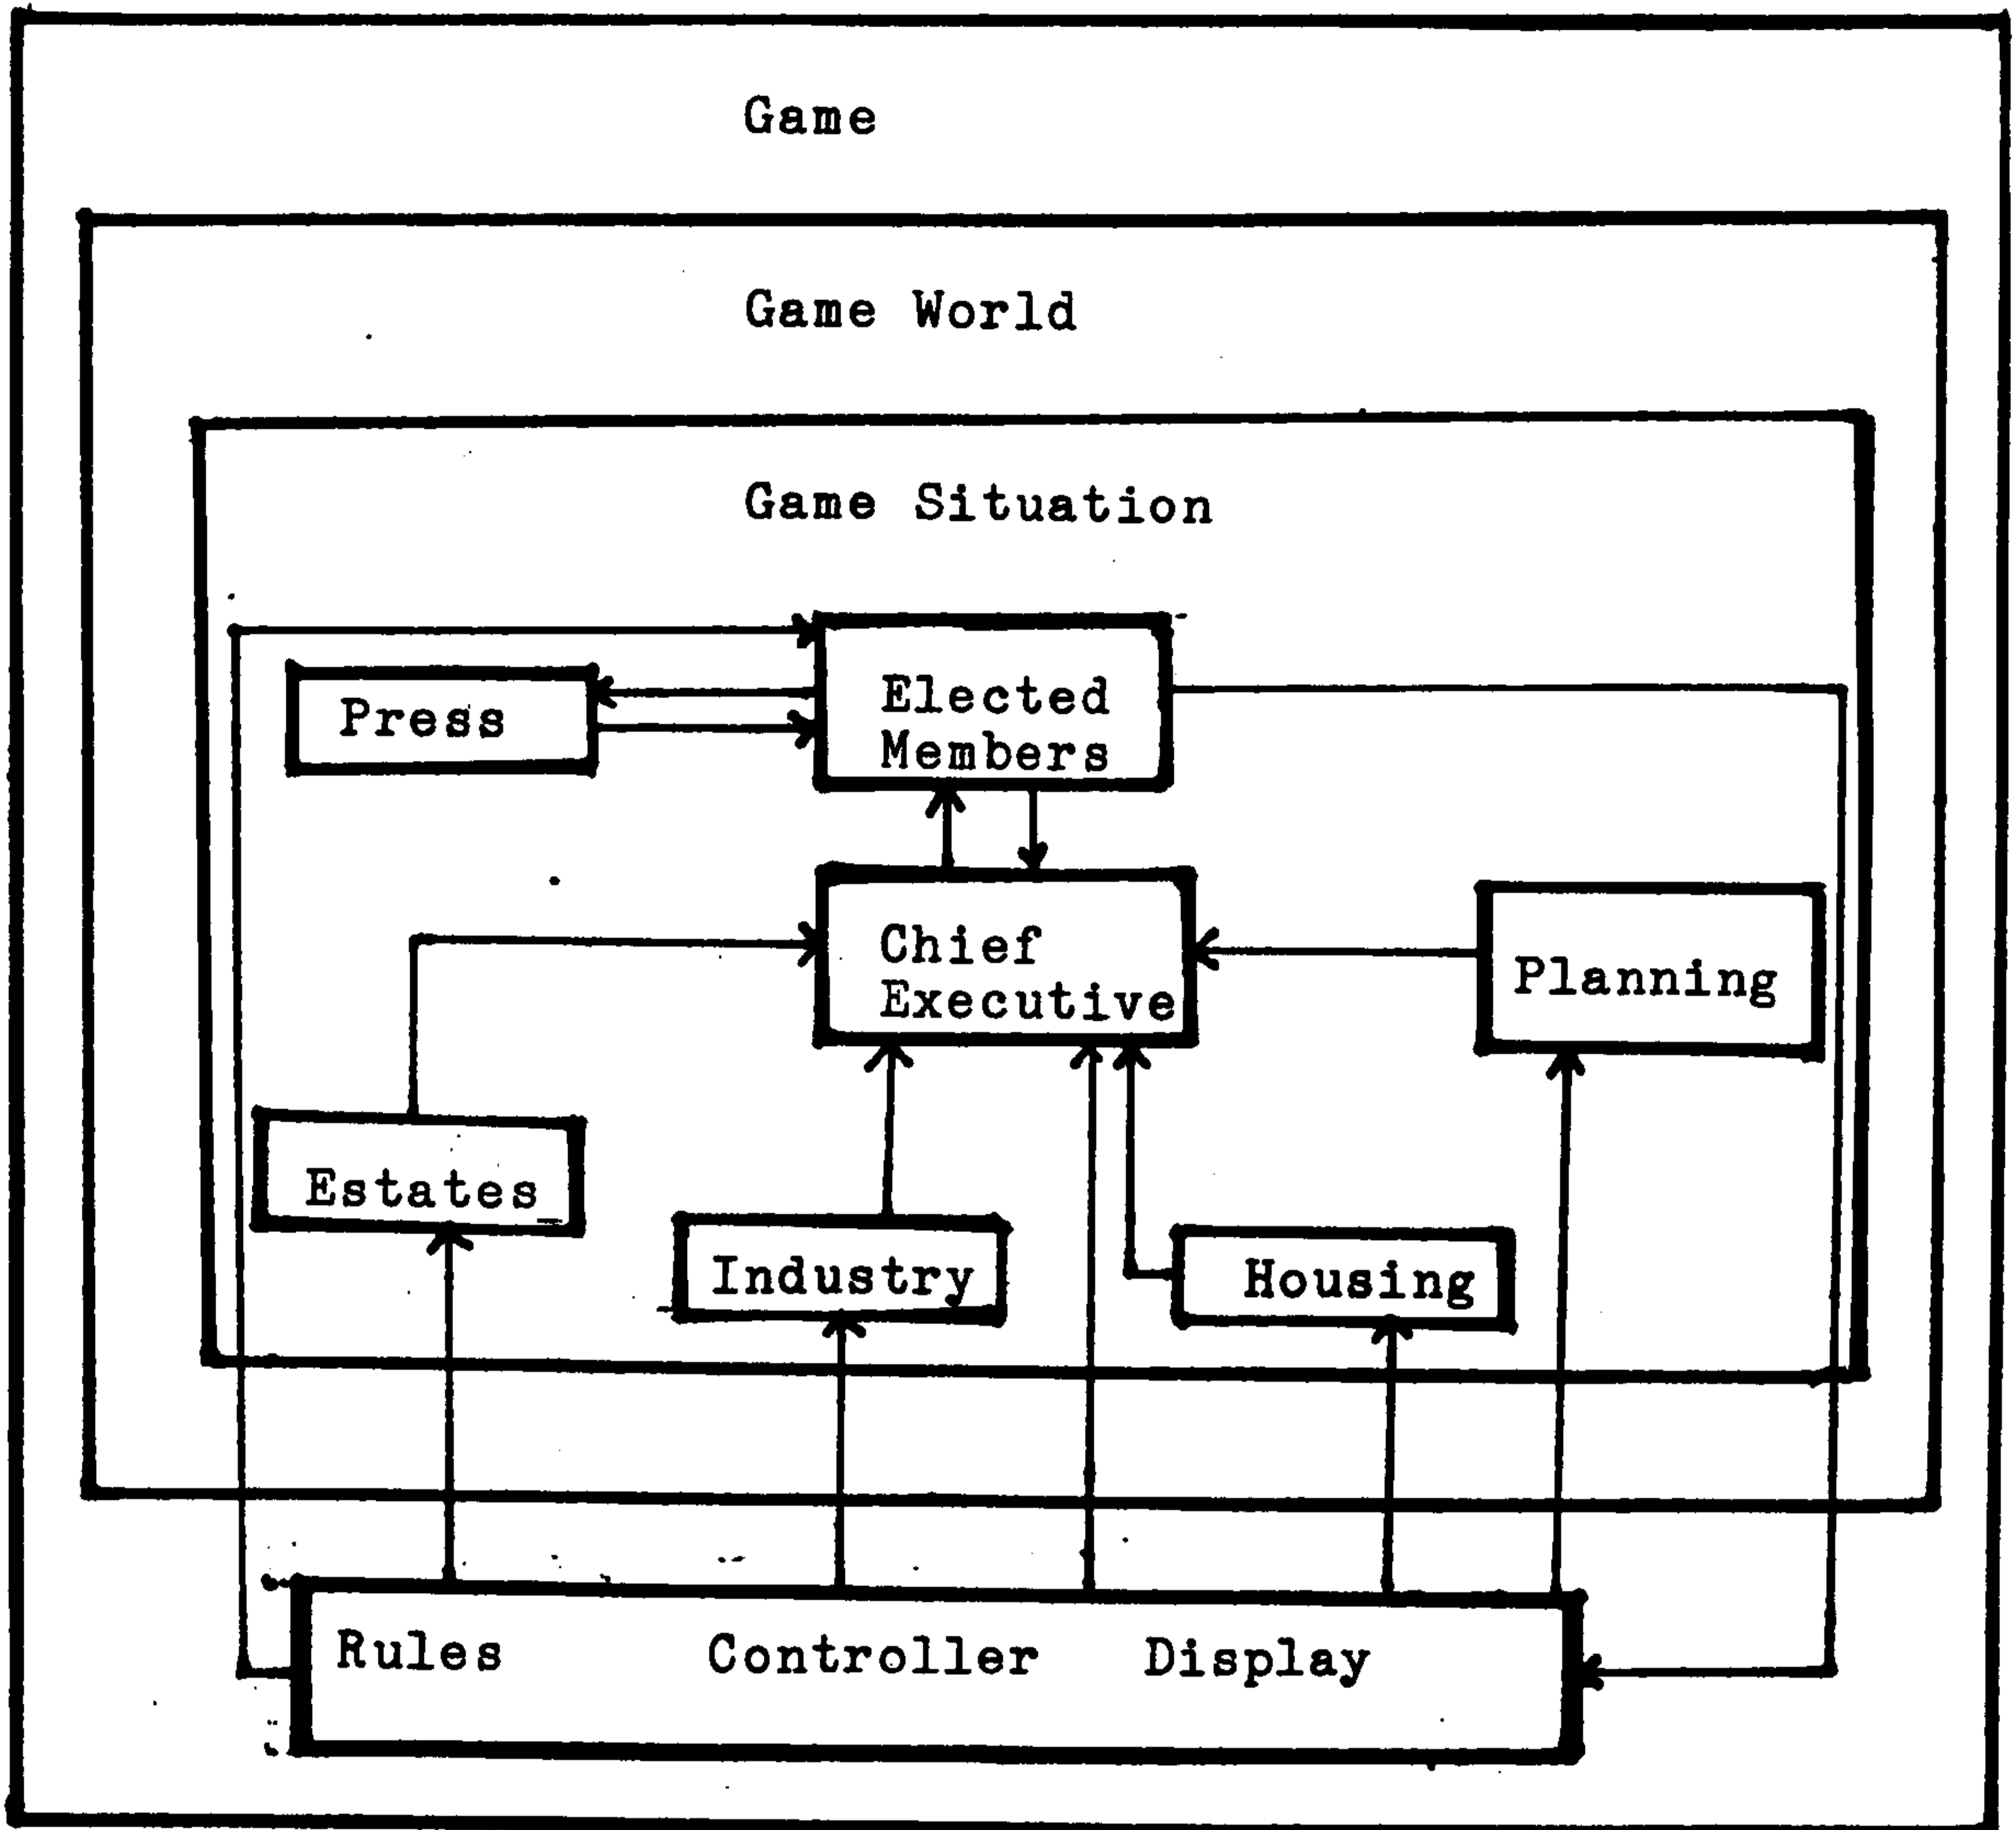 Game
Game World
Game Situation
Press
Elected
Members
Chief
Executive
Planning
Estates
Industry
Housing
Rules Controller Display